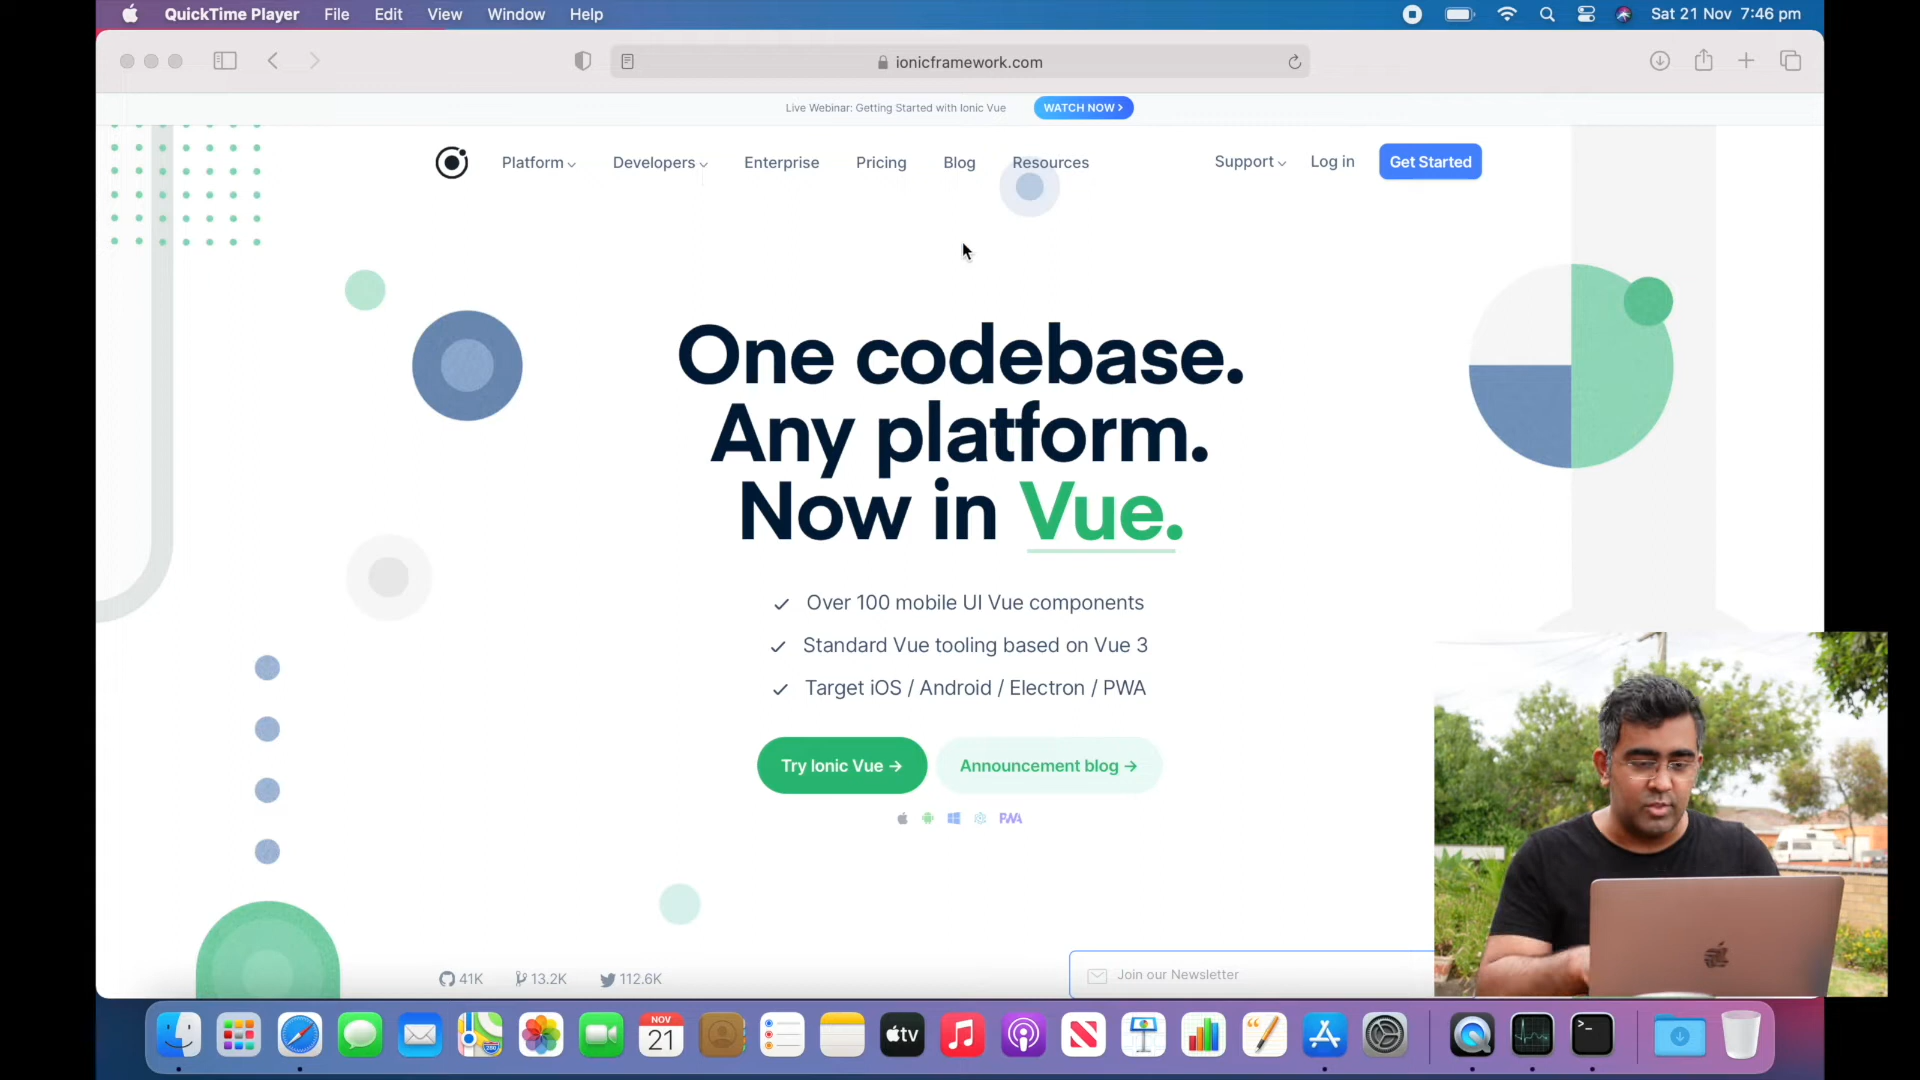 QuickTime Player File Edit View Window Help
Sat 21 Nov 7:46 pm
ionicframework.com
Live Webinar: Getting Started with Ionic Vue
WATCH NOW >
Platform Developers Enterprise Pricing Blog Resources Support Log in Get Started
One codebase.
Any platform.
Now in Vue.
Over 100 mobile UI Vue components
Standard Vue tooling based on Vue 3
Target iOS / Android / Electron / PWA
Try Ionic Vue →
Announcement blog →
PWA
41K 13.2K 112.6K
Join our Newsletter
NOV
21
tv
>_